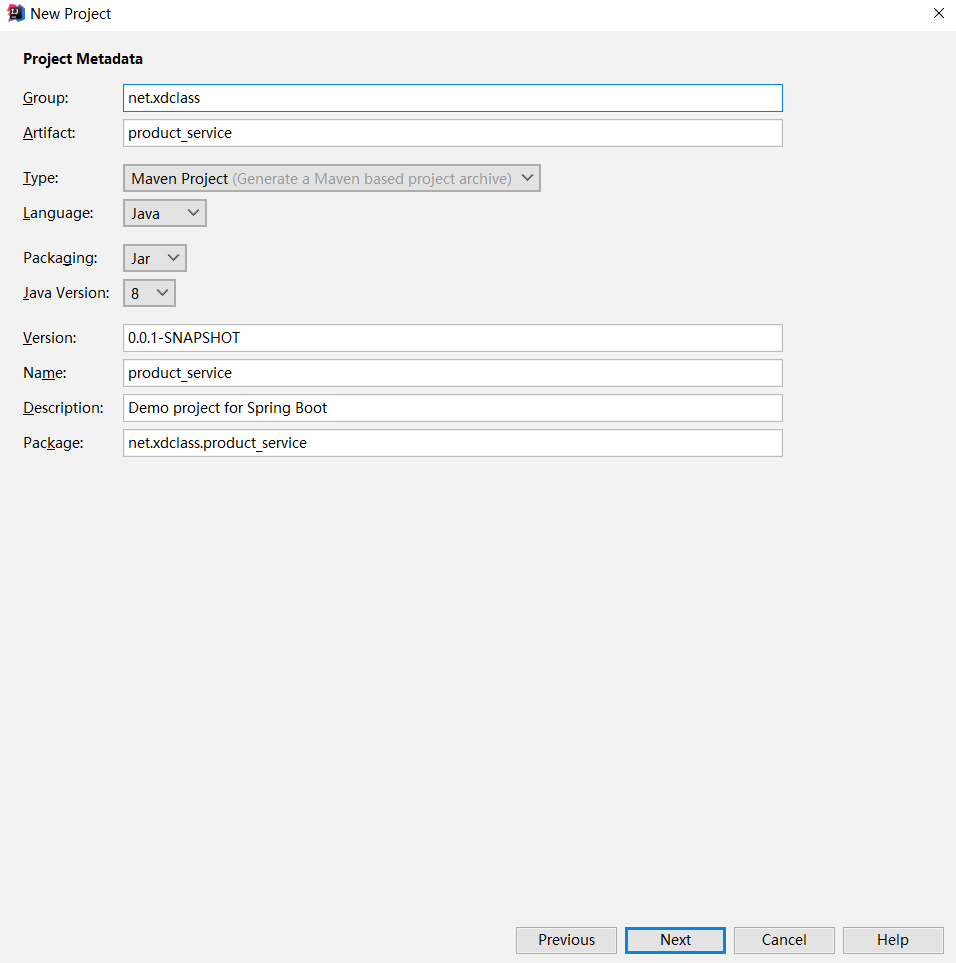 New Project
Project Metadata
Group: net.xdclass
Artifact: product_service
Type: Maven Project (Generate a Maven based project archive)
Language: Java
Packaging: Jar
Java Version: 8
Version: 0.0.1-SNAPSHOT
Name: product_service
Description: Demo project for Spring Boot
Package: net.xdclass.product_service
Previous Next Cancel Help